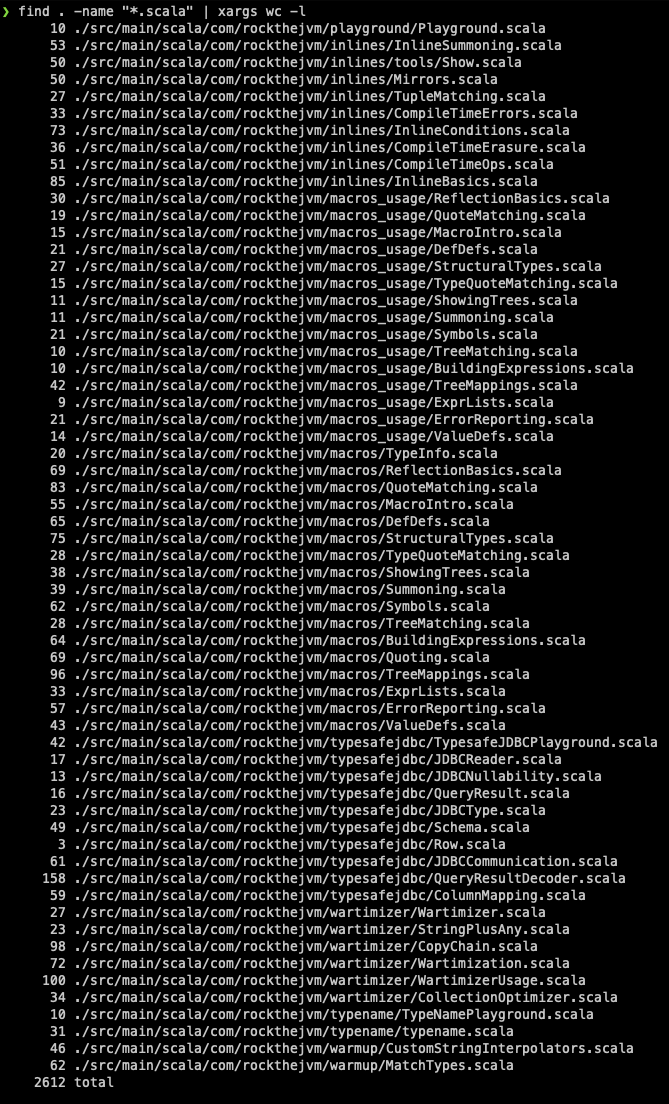 ❯ find . -name "*.scala" | xargs wc -l
10 ./src/main/scala/com/rockthejvm/playground/Playground.scala
53 ./src/main/scala/com/rockthejvm/inlines/InlineSummoning.scala
50 ./src/main/scala/com/rockthejvm/inlines/tools/Show.scala
50 ./src/main/scala/com/rockthejvm/inlines/Mirrors.scala
27 ./src/main/scala/com/rockthejvm/inlines/TupleMatching.scala
33 ./src/main/scala/com/rockthejvm/inlines/CompileTimeErrors.scala
73 ./src/main/scala/com/rockthejvm/inlines/InlineConditions.scala
36 ./src/main/scala/com/rockthejvm/inlines/CompileTimeErasure.scala
51 ./src/main/scala/com/rockthejvm/inlines/CompileTimeOps.scala
85 ./src/main/scala/com/rockthejvm/inlines/InlineBasics.scala
30 ./src/main/scala/com/rockthejvm/macros_usage/ReflectionBasics.scala
19 ./src/main/scala/com/rockthejvm/macros_usage/QuoteMatching.scala
15 ./src/main/scala/com/rockthejvm/macros_usage/MacroIntro.scala
21 ./src/main/scala/com/rockthejvm/macros_usage/DefDefs.scala
27 ./src/main/scala/com/rockthejvm/macros_usage/StructuralTypes.scala
15 ./src/main/scala/com/rockthejvm/macros_usage/TypeQuoteMatching.scala
11 ./src/main/scala/com/rockthejvm/macros_usage/ShowingTrees.scala
11 ./src/main/scala/com/rockthejvm/macros_usage/Summoning.scala
21 ./src/main/scala/com/rockthejvm/macros_usage/Symbols.scala
10 ./src/main/scala/com/rockthejvm/macros_usage/TreeMatching.scala
10 ./src/main/scala/com/rockthejvm/macros_usage/BuildingExpressions.scala
42 ./src/main/scala/com/rockthejvm/macros_usage/TreeMappings.scala
9 ./src/main/scala/com/rockthejvm/macros_usage/ExprLists.scala
21 ./src/main/scala/com/rockthejvm/macros_usage/ErrorReporting.scala
14 ./src/main/scala/com/rockthejvm/macros_usage/ValueDefs.scala
20 ./src/main/scala/com/rockthejvm/macros/TypeInfo.scala
69 ./src/main/scala/com/rockthejvm/macros/ReflectionBasics.scala
83 ./src/main/scala/com/rockthejvm/macros/QuoteMatching.scala
55 ./src/main/scala/com/rockthejvm/macros/MacroIntro.scala
65 ./src/main/scala/com/rockthejvm/macros/DefDefs.scala
75 ./src/main/scala/com/rockthejvm/macros/StructuralTypes.scala
28 ./src/main/scala/com/rockthejvm/macros/TypeQuoteMatching.scala
38 ./src/main/scala/com/rockthejvm/macros/ShowingTrees.scala
39 ./src/main/scala/com/rockthejvm/macros/Summoning.scala
62 ./src/main/scala/com/rockthejvm/macros/Symbols.scala
28 ./src/main/scala/com/rockthejvm/macros/TreeMatching.scala
64 ./src/main/scala/com/rockthejvm/macros/BuildingExpressions.scala
69 ./src/main/scala/com/rockthejvm/macros/Quoting.scala
96 ./src/main/scala/com/rockthejvm/macros/TreeMappings.scala
33 ./src/main/scala/com/rockthejvm/macros/ExprLists.scala
57 ./src/main/scala/com/rockthejvm/macros/ErrorReporting.scala
43 ./src/main/scala/com/rockthejvm/macros/ValueDefs.scala
42 ./src/main/scala/com/rockthejvm/typesafejdbc/TypesafeJDBCPlayground.scala
17 ./src/main/scala/com/rockthejvm/typesafejdbc/JDBCReader.scala
13 ./src/main/scala/com/rockthejvm/typesafejdbc/JDBCNullability.scala
16 ./src/main/scala/com/rockthejvm/typesafejdbc/QueryResult.scala
23 ./src/main/scala/com/rockthejvm/typesafejdbc/JDBCType.scala
49 ./src/main/scala/com/rockthejvm/typesafejdbc/Schema.scala
3 ./src/main/scala/com/rockthejvm/typesafejdbc/Row.scala
61 ./src/main/scala/com/rockthejvm/typesafejdbc/JDBCCommunication.scala
158 ./src/main/scala/com/rockthejvm/typesafejdbc/QueryResultDecoder.scala
59 ./src/main/scala/com/rockthejvm/typesafejdbc/ColumnMapping.scala
27 ./src/main/scala/com/rockthejvm/wartimizer/Wartimizer.scala
23 ./src/main/scala/com/rockthejvm/wartimizer/StringPlusAny.scala
98 ./src/main/scala/com/rockthejvm/wartimizer/CopyChain.scala
72 ./src/main/scala/com/rockthejvm/wartimizer/Wartimization.scala
100 ./src/main/scala/com/rockthejvm/wartimizer/WartimizerUsage.scala
34 ./src/main/scala/com/rockthejvm/wartimizer/CollectionOptimizer.scala
10 ./src/main/scala/com/rockthejvm/typename/TypeNamePlayground.scala
31 ./src/main/scala/com/rockthejvm/typename/typename.scala
46 ./src/main/scala/com/rockthejvm/warmup/CustomStringInterpolators.scala
62 ./src/main/scala/com/rockthejvm/warmup/MatchTypes.scala
2612 total